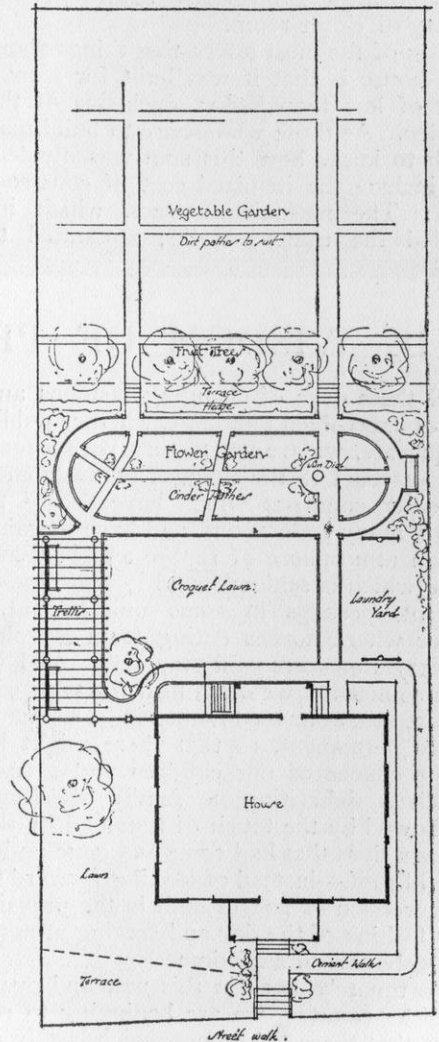 Vegetable Garden
Dirt paths to suit
Fruit Trees
Terrace
Hedge
Flower Garden
Sun Dial
Cinder Paths
Croquet Lawn
Trellis
Laundry
Yard
House
Lawn
Cement Walk
Terrace
street walk.